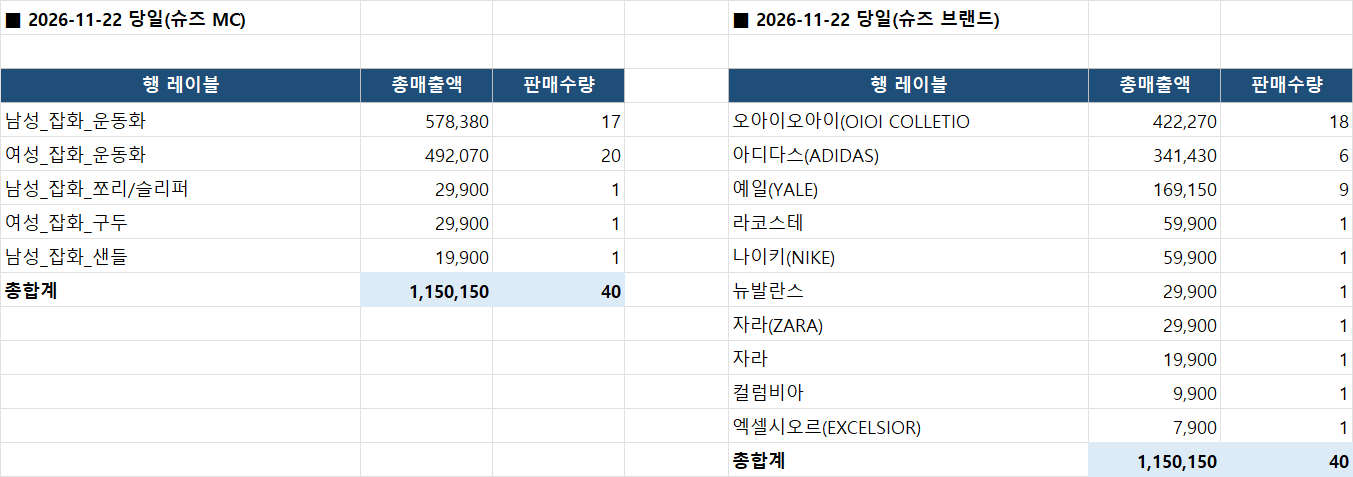 ■ 2026-11-22 당일(슈즈 MC)
행 레이블 총매출액 판매수량
남성_잡화_운동화 578,380 17
여성_잡화_운동화 492,070 20
남성_잡화_쪼리/슬리퍼 29,900 1
여성_잡화_구두 29,900 1
남성_잡화_샌들 19,900 1
총합계 1,150,150 40
■ 2026-11-22 당일(슈즈 브랜드)
행 레이블 총매출액 판매수량
오아이오아이(OIOI COLLETIO 422,270 18
아디다스(ADIDAS) 341,430 6
예일(YALE) 169,150 9
라코스테 59,900 1
나이키(NIKE) 59,900 1
뉴발란스 29,900 1
자라(ZARA) 29,900 1
자라 19,900 1
컬럼비아 9,900 1
엑셀시오르(EXCELSIOR) 7,900 1
총합계 1,150,150 40